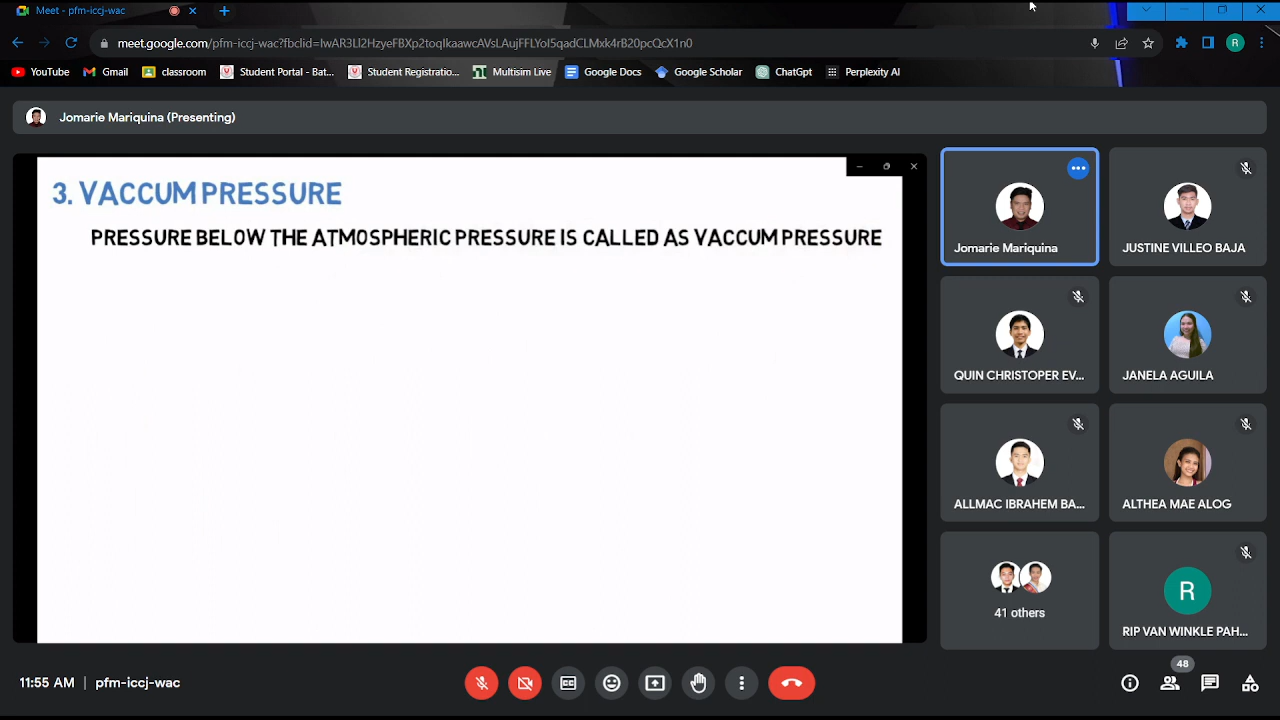 Meet - pfm-iccj-wac
meet.google.com/pfm-iccj-wac?fbclid=IwAR3Ll2HzyeFBXp2toqIkaawcAVsLAujFFLYoI5qadCLMxk4rB20pcQcX1n0
R
YouTube Gmail classroom Student Portal - Bat... Student Registratio... Multisim Live Google Docs Google Scholar ChatGpt Perplexity AI
Jomarie Mariquina (Presenting)
3. VACCUM PRESSURE
PRESSURE BELOW THE ATMOSPHERIC PRESSURE IS CALLED AS VACCUM PRESSURE
Jomarie Mariquina
JUSTINE VILLEO BAJA
QUIN CHRISTOPER EV...
JANELA AGUILA
ALLMAC IBRAHEM BA...
ALTHEA MAE ALOG
41 others
R
RIP VAN WINKLE PAH...
11:55 AM | pfm-iccj-wac
48